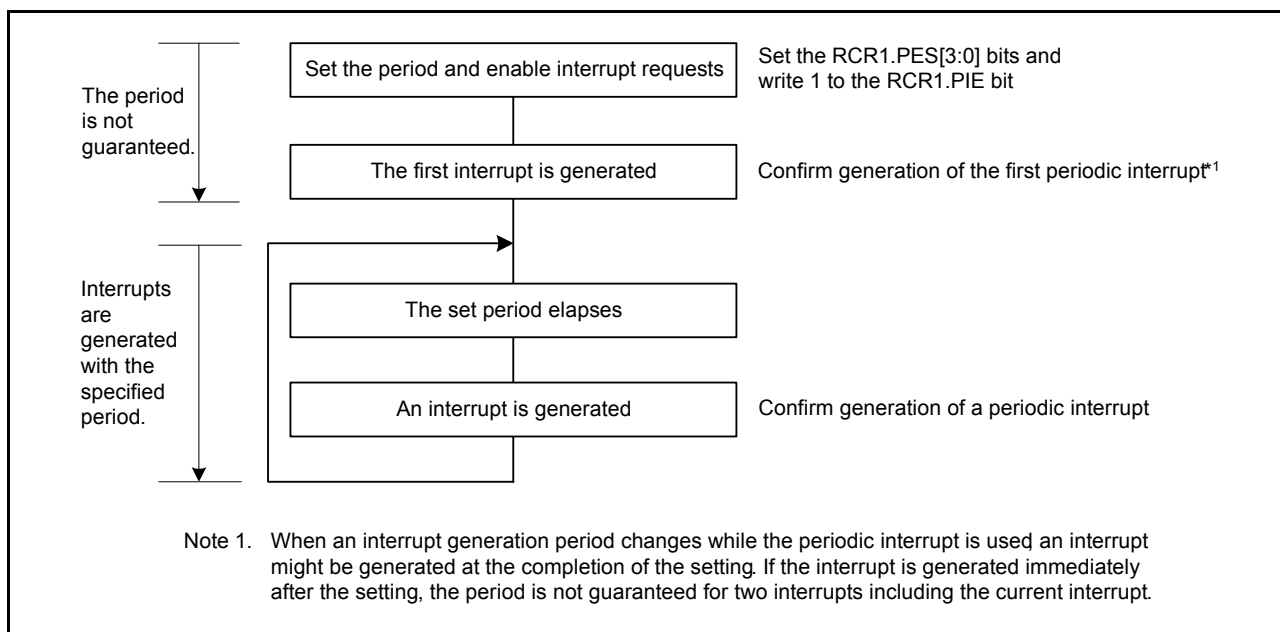 Set the period and enable interrupt requests
Set the RCR1.PES[3:0] bits and
write 1 to the RCR1.PIE bit
The period
is not
guaranteed.
The first interrupt is generated
Confirm generation of the first periodic interrupt*1
Interrupts
are
generated
with the
specified
period.
The set period elapses
An interrupt is generated
Confirm generation of a periodic interrupt
Note 1. When an interrupt generation period changes while the periodic interrupt is used, an interrupt
might be generated at the completion of the setting. If the interrupt is generated immediately
after the setting, the period is not guaranteed for two interrupts including the current interrupt.